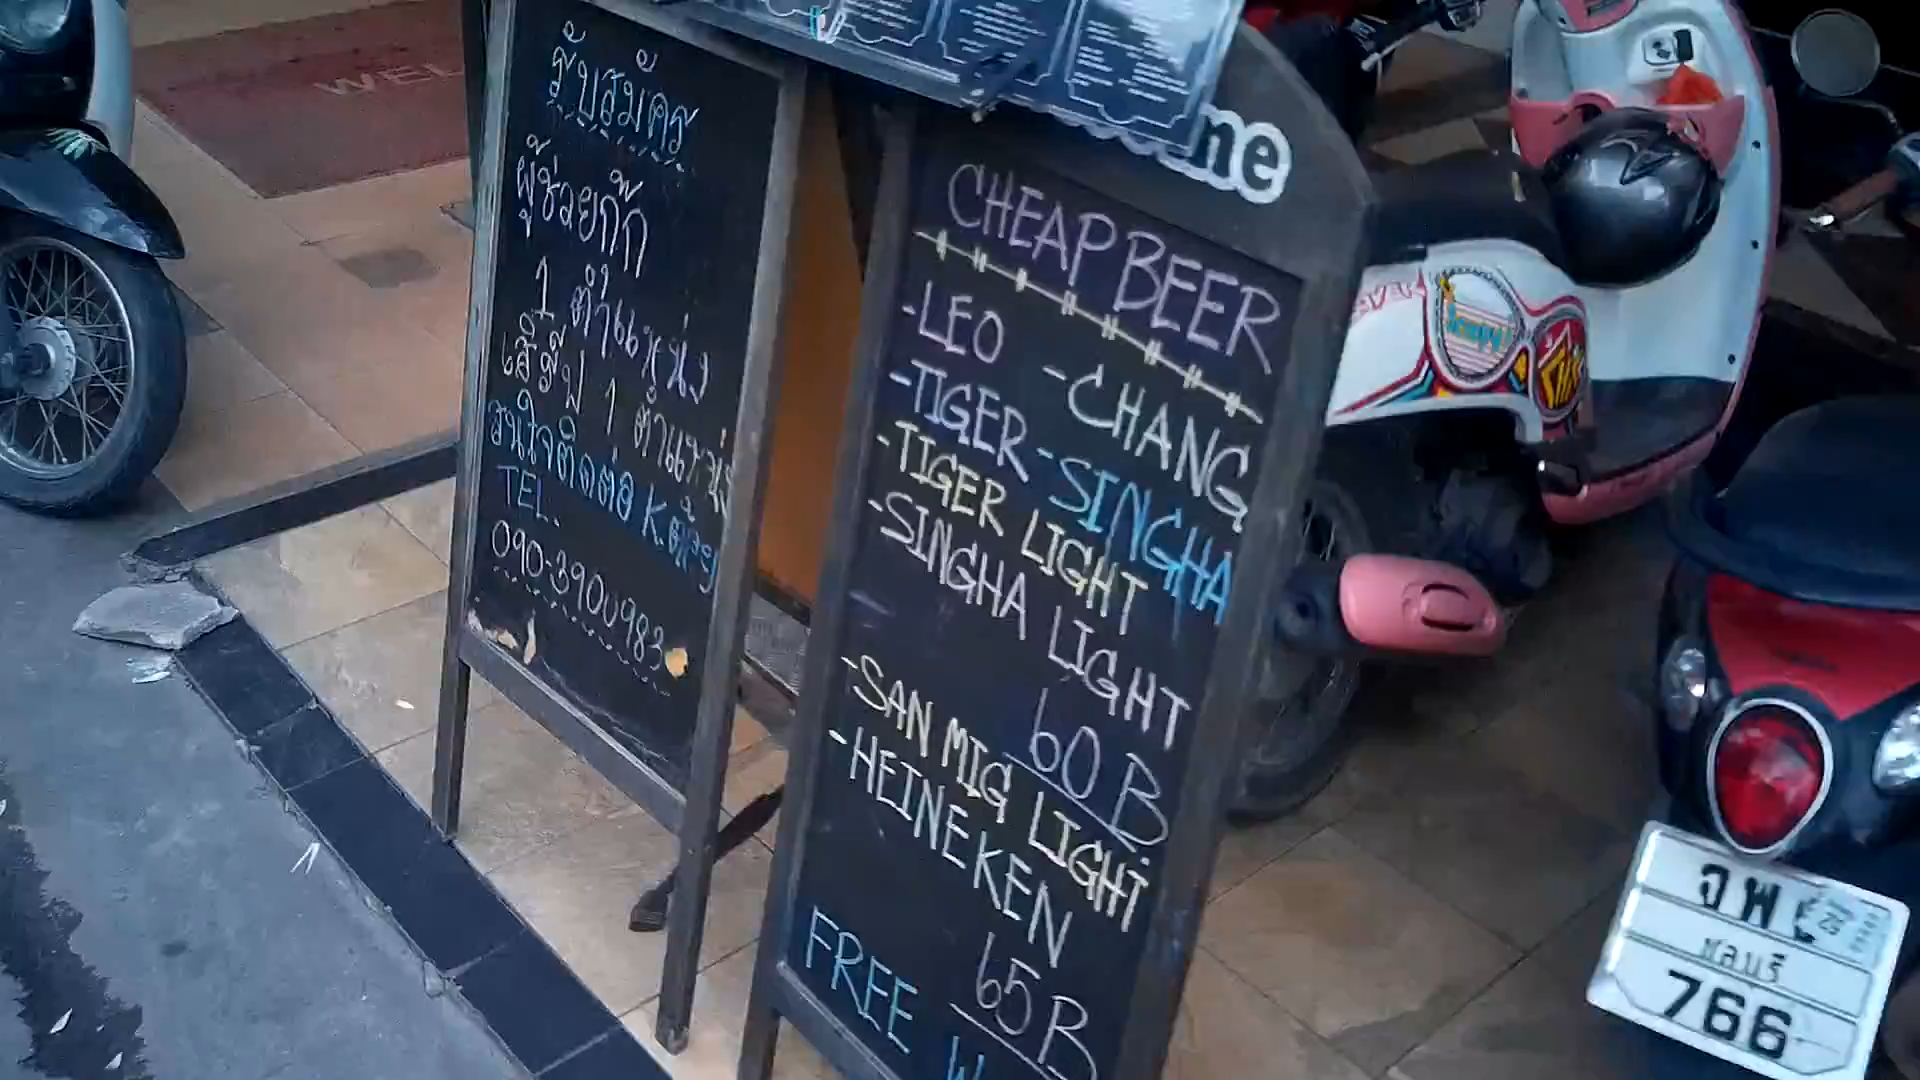 WEL
รับสมัคร
ผู้ช่วยกุ๊ก
1 ตำแหน่ง
เสิร์ฟ 1 ตำแหน่ง
สนใจติดต่อ K.
TEL.
090-3900983
CHEAP BEER
-LEO
-CHANG
-TIGER -SINGHA
-TIGER LIGHT
-SINGHA LIGHT
60 B
-SAN MIG LIGHT
-HEINEKEN
65 B
FREE
Scoopy
จพ
ชลบุรี
766